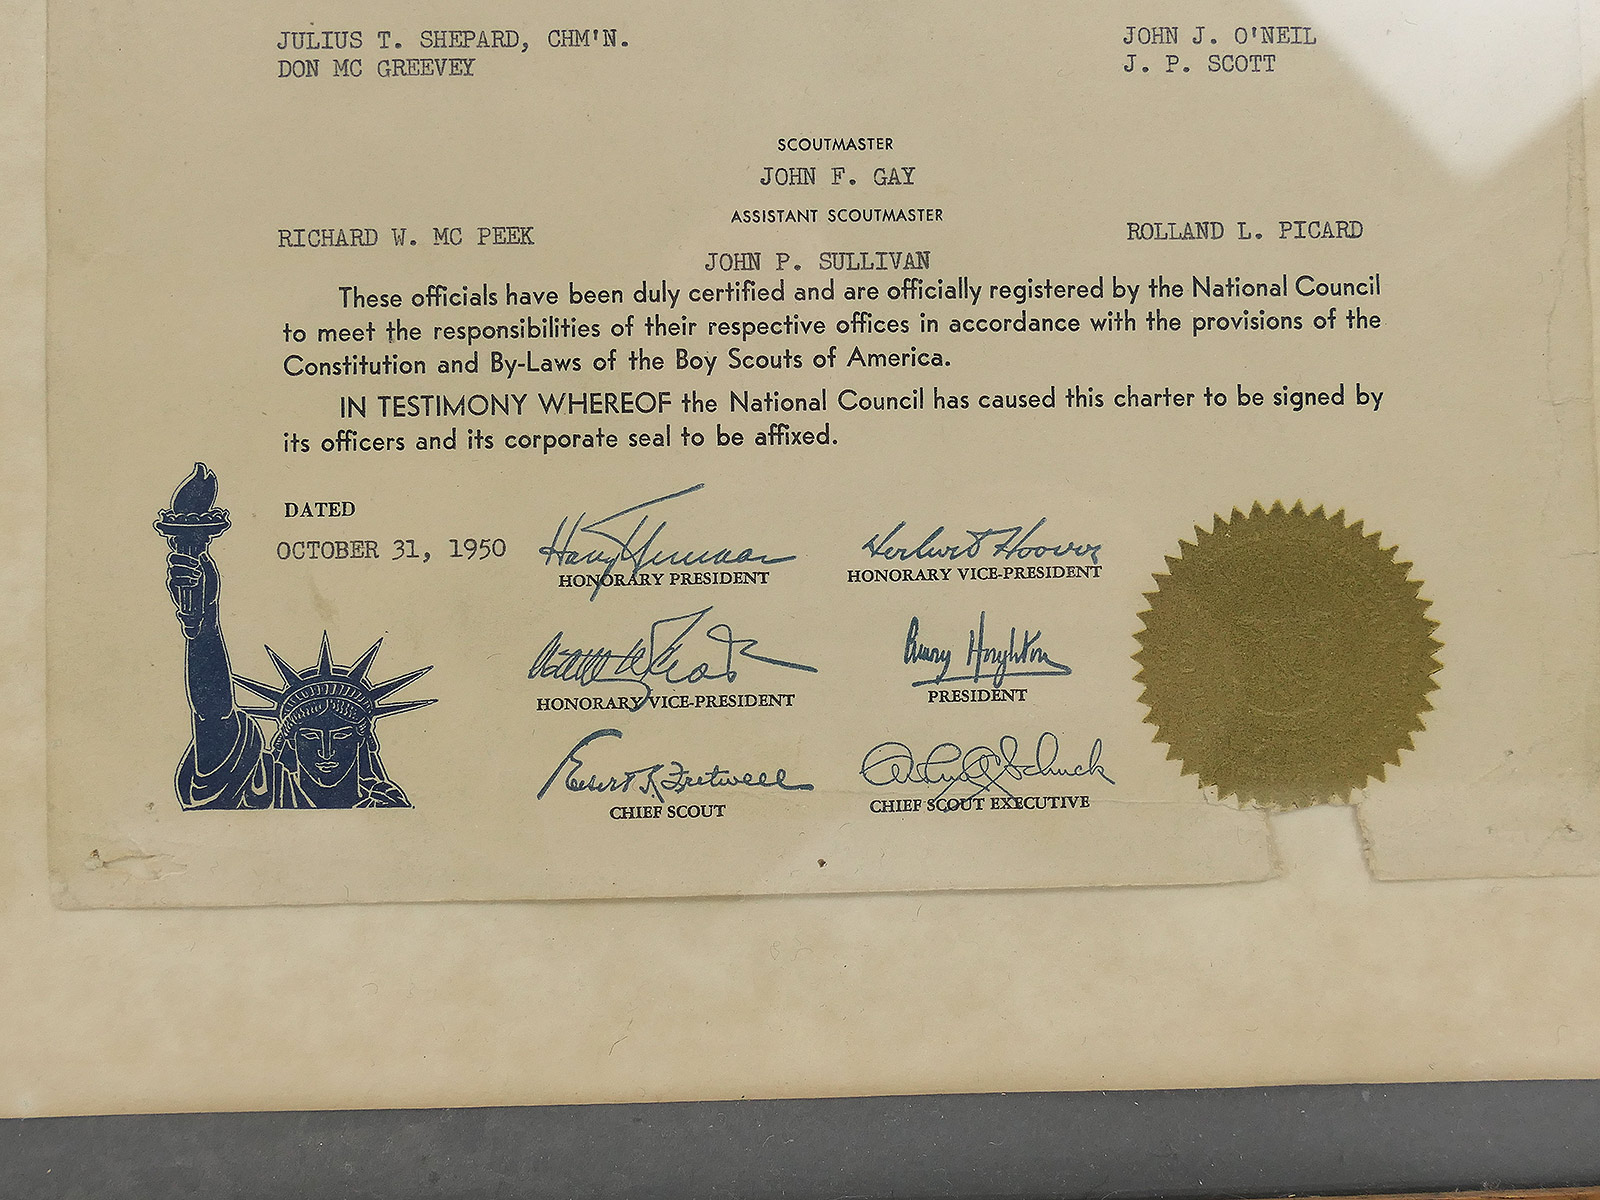 JULIUS T. SHEPARD, CHM'N. JOHN J. O'NEIL
DON MC GREEVEY J. P. SCOTT
SCOUTMASTER
JOHN F. GAY
ASSISTANT SCOUTMASTER
RICHARD W. MC PEEK ROLLAND L. PICARD
JOHN P. SULLIVAN
These officials have been duly certified and are officially registered by the National Council
to meet the responsibilities of their respective offices in accordance with the provisions of the
Constitution and By-Laws of the Boy Scouts of America.
IN TESTIMONY WHEREOF the National Council has caused this charter to be signed by
its officers and its corporate seal to be affixed.
DATED
OCTOBER 31, 1950 Harry Truman Herbert Hoover
HONORARY PRESIDENT HONORARY VICE-PRESIDENT
Amory Houghton
HONORARY VICE-PRESIDENT PRESIDENT
Elbert K. Fretwell Arthur A. Schuck
CHIEF SCOUT CHIEF SCOUT EXECUTIVE